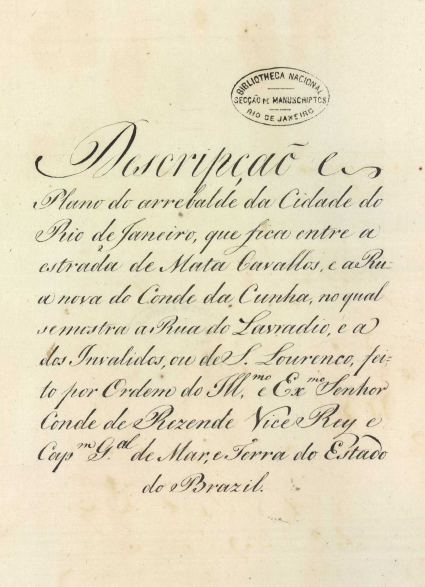 BIBLIOTHECA NACIONAL
SECÇÃO DE MANUSCRIPTOS
RIO DE JANEIRO
Descripçaõ e
Plano do arrebalde da Cidade do
Rio de Janeiro, que fica entre a
estrada de Mata Cavallos, e a Ru-
a nova do Conde da Cunha, no qual
se mostra a Rua do Lavradio, e a
dos Invalidos, ou de S. Lourenco, fei-
to por Ordem do Ill.mo e Ex.mo Senhor
Conde de Rezende Vice Rey e
Cap.m G.al de Mar, e Terra do Estado
do Brazil.